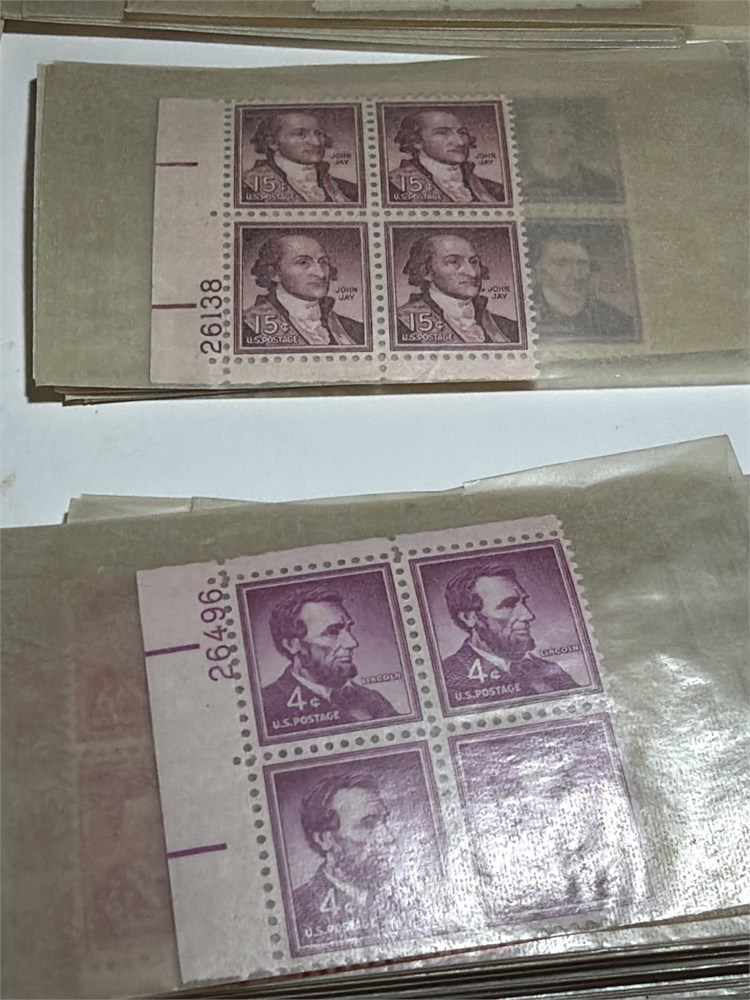 JOHN
JAY
15¢
U.S.POSTAGE
JOHN
JAY
15¢
U.S.POSTAGE
JOHN
JAY
15¢
U.S.POSTAGE
JOHN
JAY
15¢
U.S.POSTAGE
26138
26496
LINCOLN
4¢
U.S.POSTAGE
LINCOLN
4¢
U.S.POSTAGE
4¢
U.S.POSTAGE